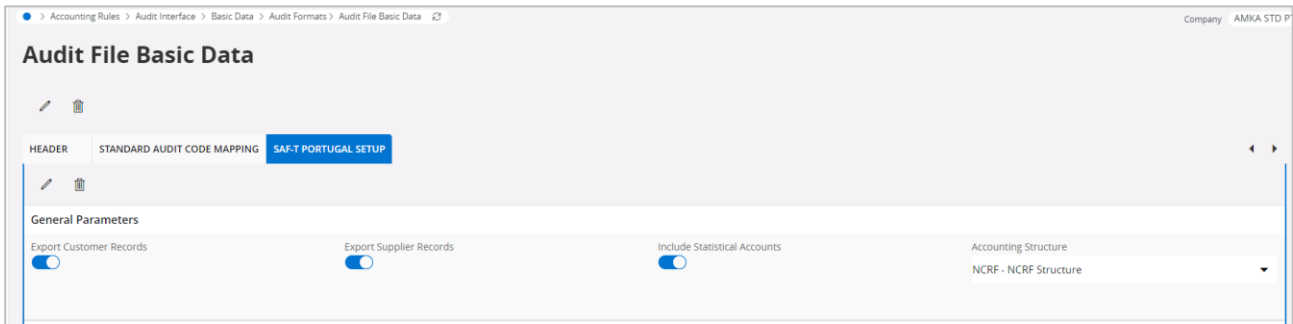 > Accounting Rules > Audit Interface > Basic Data > Audit Formats > Audit File Basic Data
Company AMKA STD P
Audit File Basic Data
HEADER STANDARD AUDIT CODE MAPPING SAF-T PORTUGAL SETUP
General Parameters
Export Customer Records Export Supplier Records Include Statistical Accounts Accounting Structure
NCRF - NCRF Structure